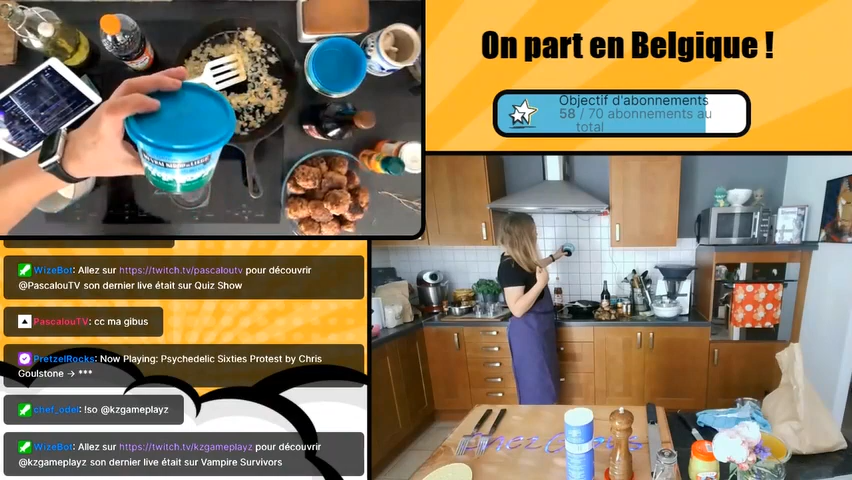 On part en Belgique !
Objectif d'abonnements
58 / 70 abonnements au
total
WizeBot: Allez sur https://twitch.tv/pascaloutv pour découvrir
@PascalouTV son dernier live était sur Quiz Show
PascalouTV: cc ma gibus
PretzelRocks: Now Playing: Psychedelic Sixties Protest by Chris
Goulstone -> ***
chef_odel: !so @kzgameplayz
WizeBot: Allez sur https://twitch.tv/kzgameplayz pour découvrir
@kzgameplayz son dernier live était sur Vampire Survivors